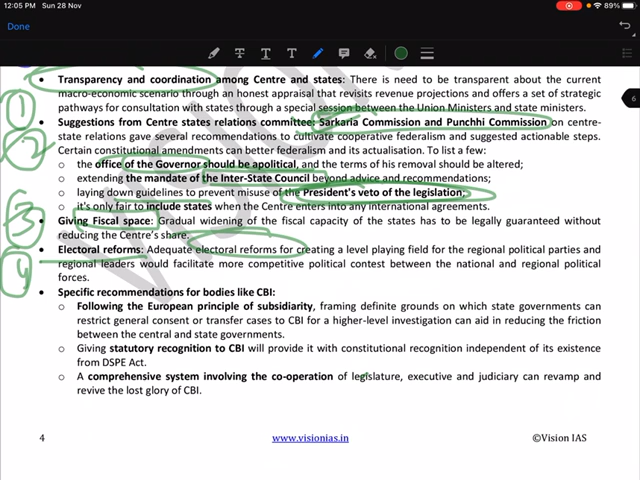 12:05 PM Sun 28 Nov
89%
Done
T T T
6
• Transparency and coordination among Centre and states: There is need to be transparent about the current
macro-economic scenario through an honest appraisal that revisits revenue projections and offers a set of strategic
pathways for consultation with states through a special session between the Union Ministers and state ministers.
• Suggestions from Centre states relations committee: Sarkaria Commission and Punchhi Commission on centre-
state relations gave several recommendations to cultivate cooperative federalism and suggested actionable steps.
Certain constitutional amendments can better federalism and its actualisation. To list a few:
o the office of the Governor should be apolitical, and the terms of his removal should be altered;
o extending the mandate of the Inter-State Council beyond advice and recommendations;
o laying down guidelines to prevent misuse of the President's veto of the legislation.
o it's only fair to include states when the Centre enters into any international agreements.
• Giving Fiscal space: Gradual widening of the fiscal capacity of the states has to be legally guaranteed without
reducing the Centre's share.
• Electoral reforms: Adequate electoral reforms for creating a level playing field for the regional political parties and
regional leaders would facilitate more competitive political contest between the national and regional political
forces.
• Specific recommendations for bodies like CBI:
o Following the European principle of subsidiarity, framing definite grounds on which state governments can
restrict general consent or transfer cases to CBI for a higher-level investigation can aid in reducing the friction
between the central and state governments.
o Giving statutory recognition to CBI will provide it with constitutional recognition independent of its existence
from DSPE Act.
o A comprehensive system involving the co-operation of legislature, executive and judiciary can revamp and
revive the lost glory of CBI.
1
2
3
4
4 www.visionias.in ©Vision IAS